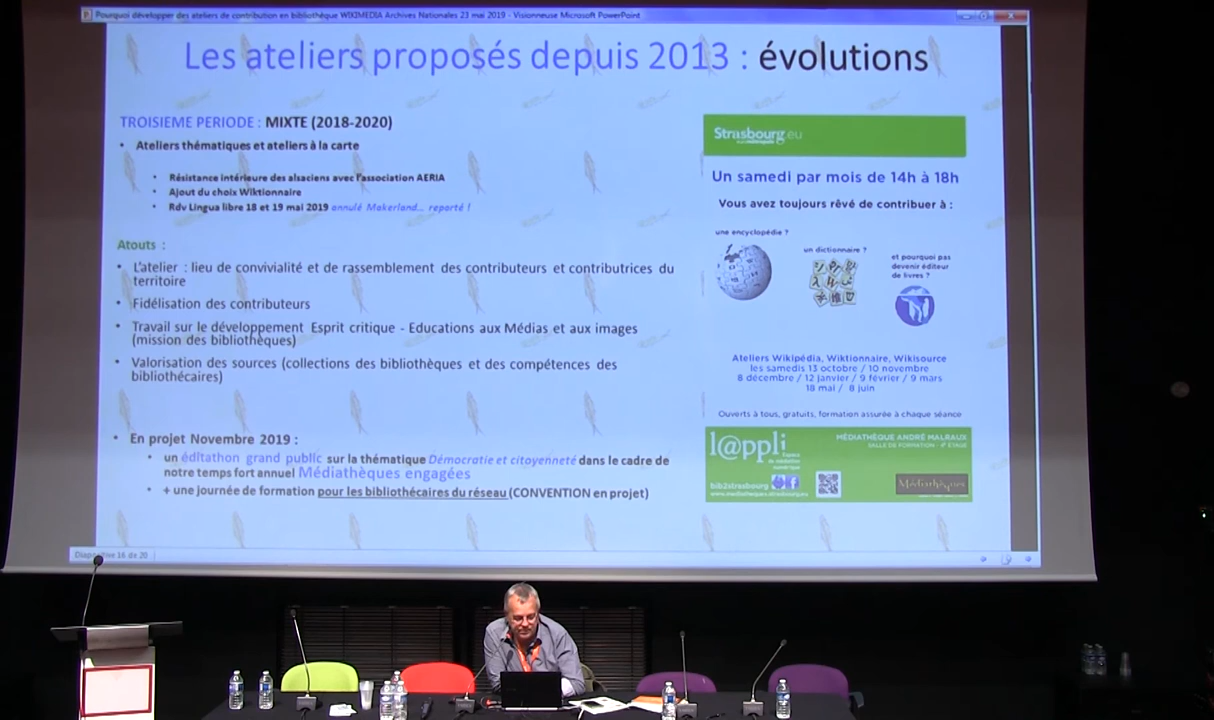 Pourquoi développer des ateliers de contribution en bibliothèque WIKIMEDIA Archives Nationales 23 mai 2019 - Visionneuse Microsoft PowerPoint
Les ateliers proposés depuis 2013 : évolutions
TROISIEME PERIODE : MIXTE (2018-2020)
• Ateliers thématiques et ateliers à la carte
• Résistance intérieure des alsaciens avec l'association AERIA
• Ajout du choix Wiktionnaire
• Rdv Lingua libre 18 et 19 mai 2019 annulé Makerland... reporté !
Atouts :
• L'atelier : lieu de convivialité et de rassemblement des contributeurs et contributrices du
territoire
• Fidélisation des contributeurs
• Travail sur le développement Esprit critique - Educations aux Médias et aux images
(mission des bibliothèques)
• Valorisation des sources (collections des bibliothèques et des compétences des
bibliothécaires)
• En projet Novembre 2019 :
• un éditathon grand public sur la thématique Démocratie et citoyenneté dans le cadre de
notre temps fort annuel Médiathèques engagées
• + une journée de formation pour les bibliothécaires du réseau (CONVENTION en projet)
Strasbourg.eu
Un samedi par mois de 14h à 18h
Vous avez toujours rêvé de contribuer à :
une encyclopédie ?
un dictionnaire ?
et pourquoi pas
devenir éditeur
de livres ?
Ateliers Wikipédia, Wiktionnaire, Wikisource
les samedis 13 octobre / 10 novembre
8 décembre / 12 janvier / 9 février / 9 mars
18 mai / 8 juin
Ouverts à tous, gratuits, formation assurée à chaque séance
l@ppli
MÉDIATHÈQUE ANDRÉ MALRAUX
SALLE DE FORMATION - 6E ÉTAGE
bib2strasbourg
www.mediatheques.strasbourg.eu
Médiathèques
Diapositive 16 de 20